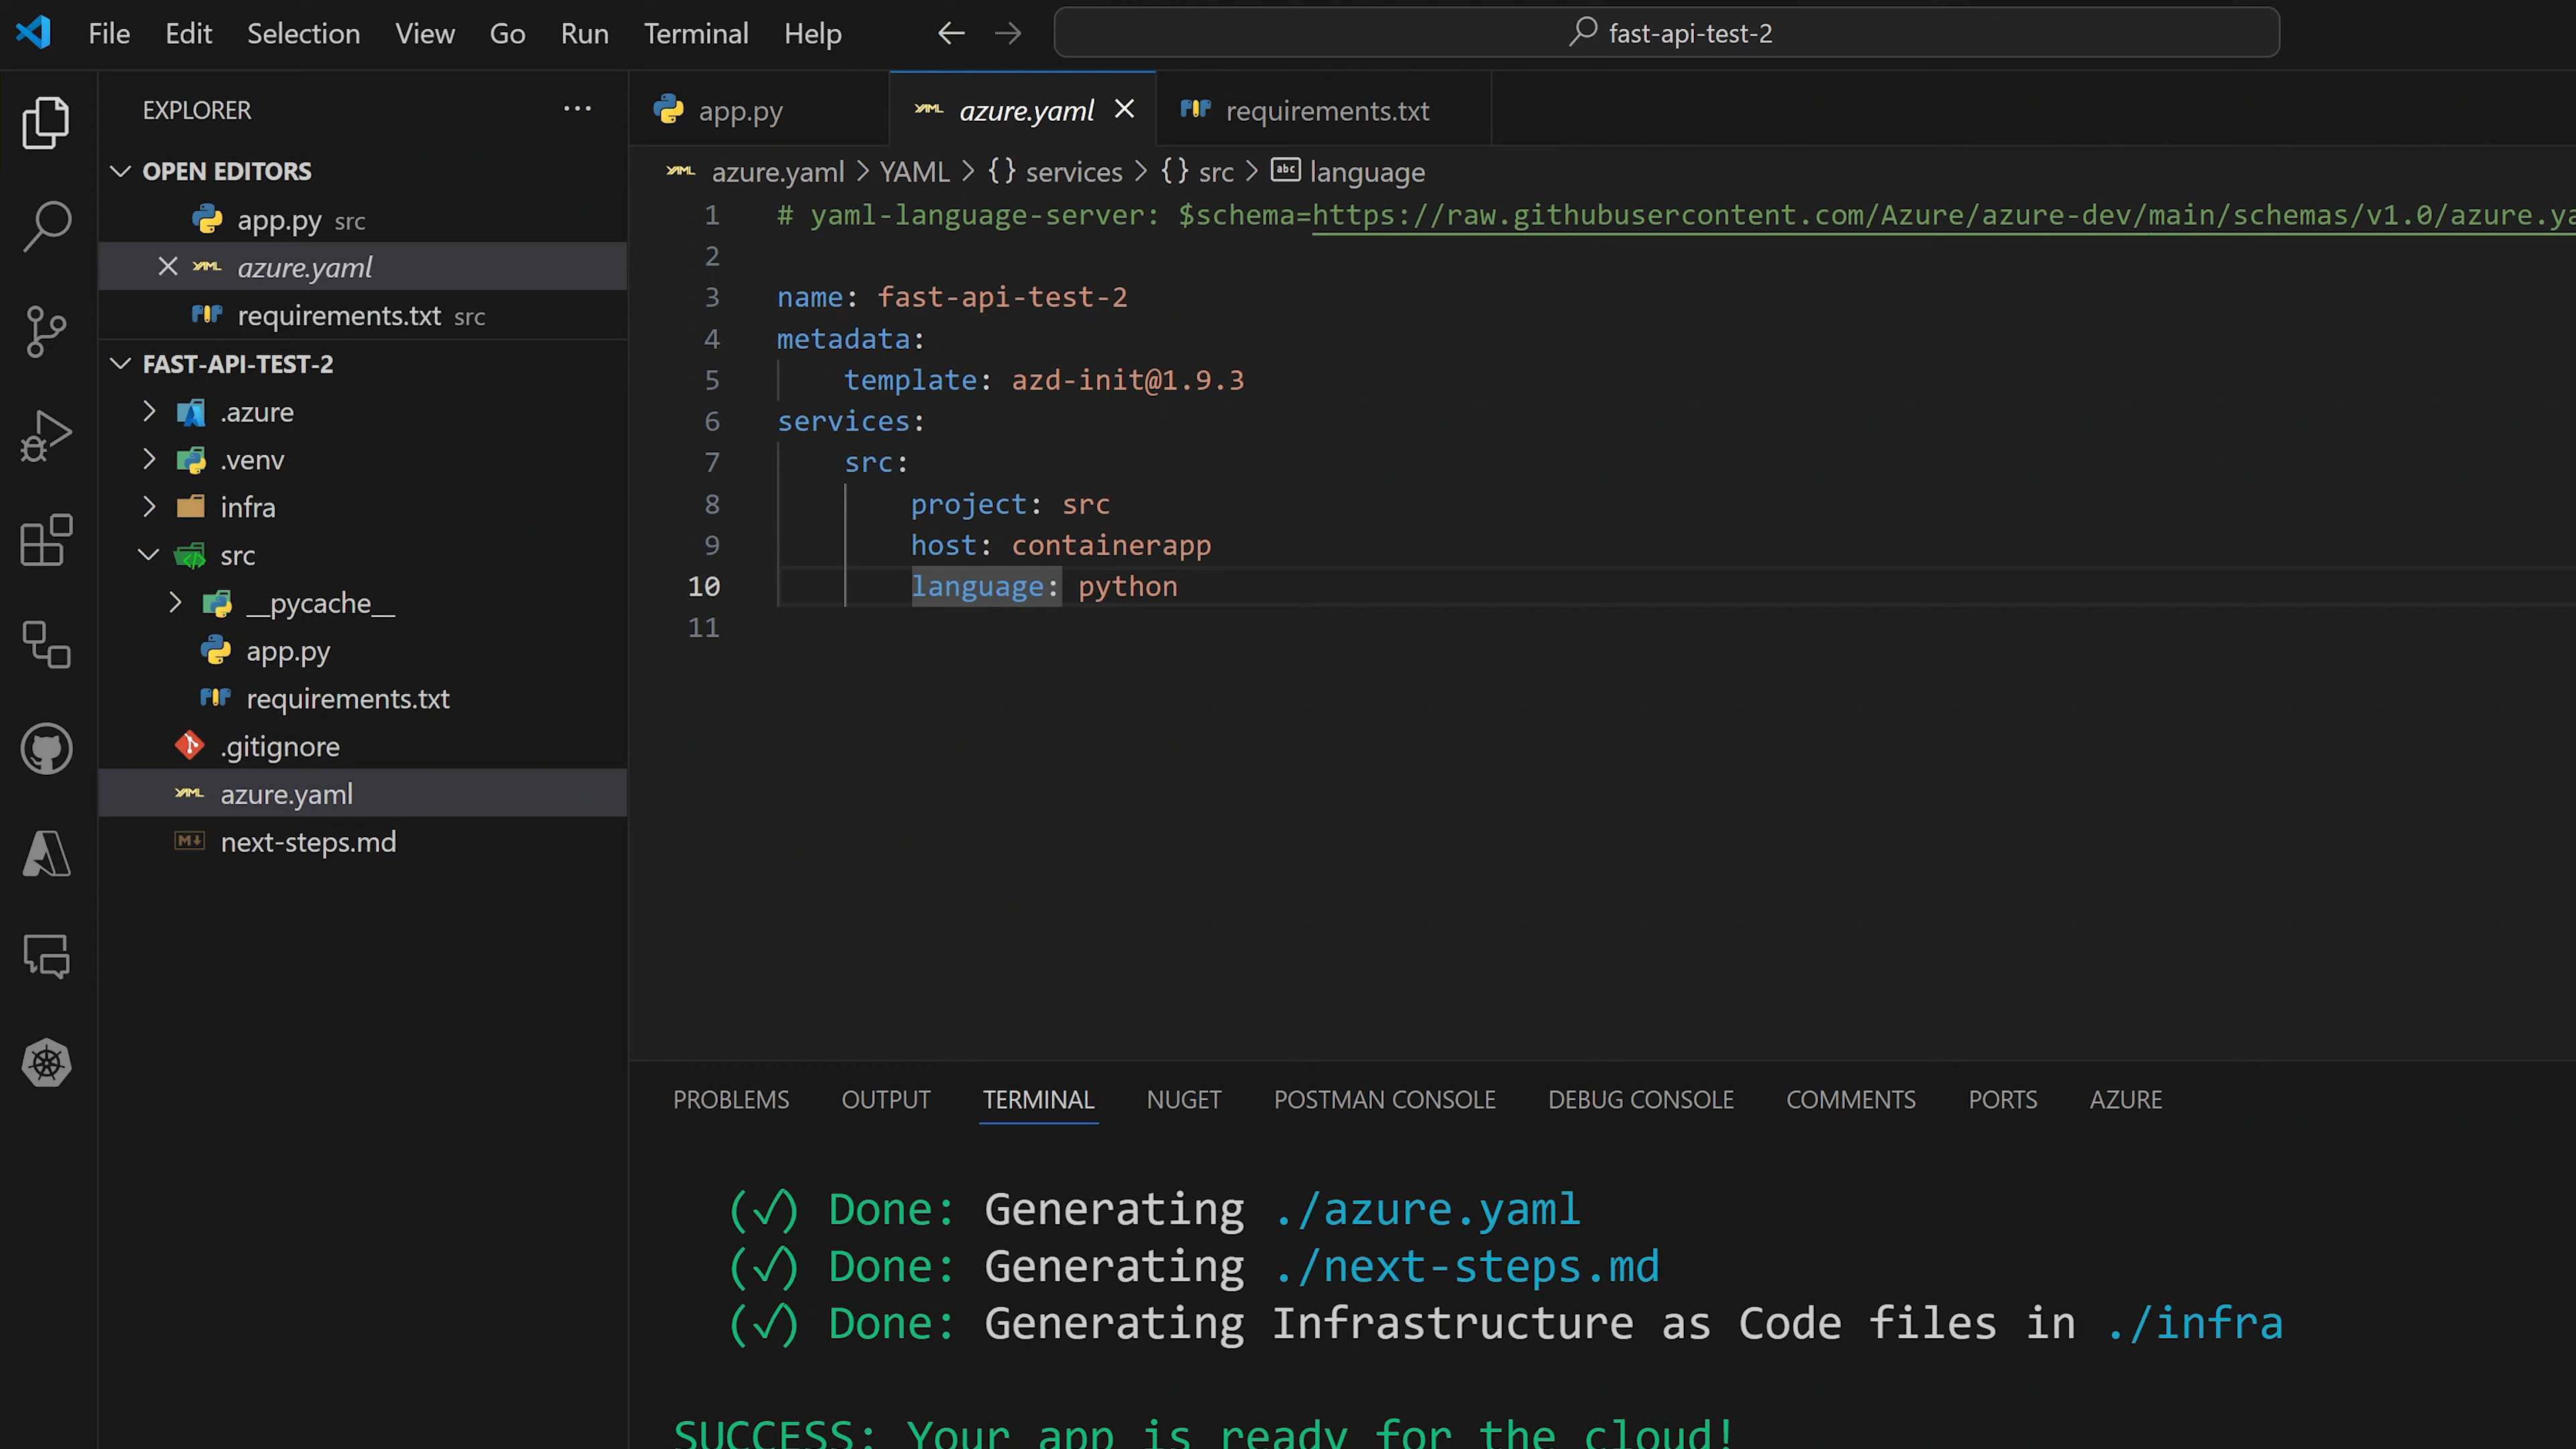 File Edit Selection View Go Run Terminal Help fast-api-test-2
EXPLORER
OPEN EDITORS
app.py src
azure.yaml
requirements.txt src
FAST-API-TEST-2
.azure
.venv
infra
src
__pycache__
app.py
requirements.txt
.gitignore
azure.yaml
next-steps.md
app.py azure.yaml requirements.txt
azure.yaml YAML {} services {} src abc language
1 # yaml-language-server: $schema=https://raw.githubusercontent.com/Azure/azure-dev/main/schemas/v1.0/azure.ya
2
3 name: fast-api-test-2
4 metadata:
5 template: azd-init@1.9.3
6 services:
7 src:
8 project: src
9 host: containerapp
10 language: python
11
PROBLEMS OUTPUT TERMINAL NUGET POSTMAN CONSOLE DEBUG CONSOLE COMMENTS PORTS AZURE
(✓) Done: Generating ./azure.yaml
(✓) Done: Generating ./next-steps.md
(✓) Done: Generating Infrastructure as Code files in ./infra
SUCCESS: Your app is ready for the cloud!